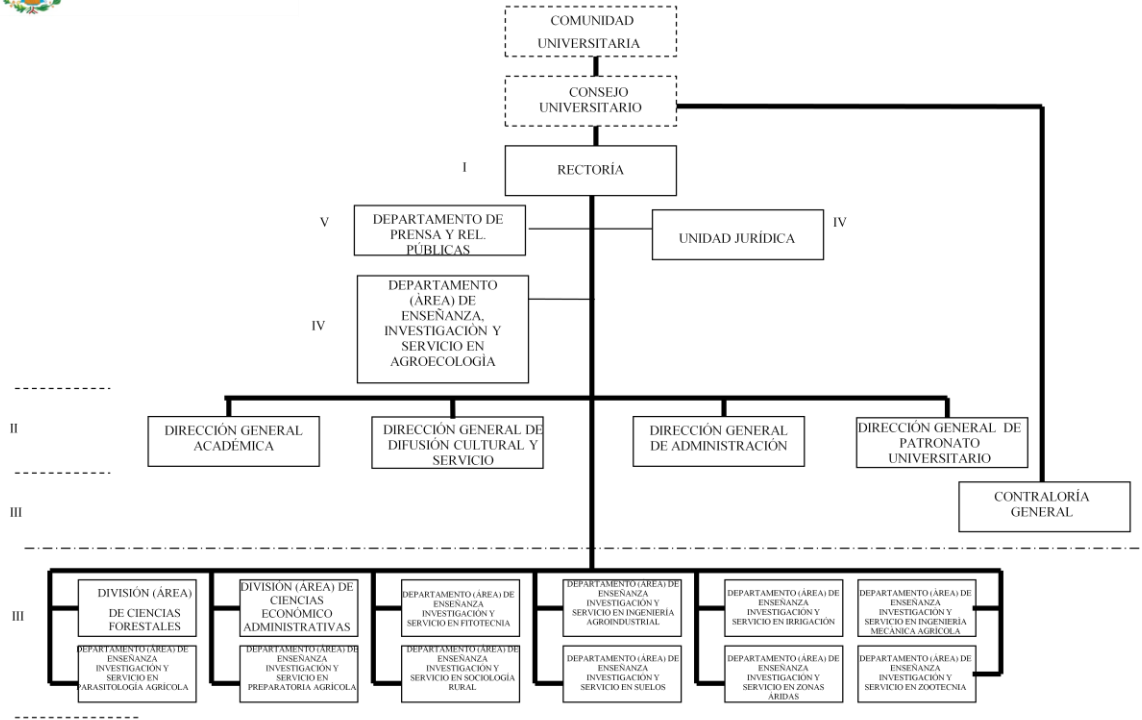 COMUNIDAD
UNIVERSITARIA
CONSEJO
UNIVERSITARIO
I
RECTORÍA
V
DEPARTAMENTO DE
PRENSA Y REL.
PÚBLICAS
UNIDAD JURÍDICA
IV
IV
DEPARTAMENTO
(ÀREA) DE
ENSEÑANZA,
INVESTIGACIÒN Y
SERVICIO EN
AGROECOLOGÌA
II
DIRECCIÓN GENERAL
ACADÉMICA
DIRECCIÓN GENERAL DE
DIFUSIÓN CULTURAL Y
SERVICIO
DIRECCIÓN GENERAL
DE ADMINISTRACIÓN
DIRECCIÓN GENERAL DE
PATRONATO
UNIVERSITARIO
III
CONTRALORÍA
GENERAL
III
DIVISIÓN (ÁREA)
DE CIENCIAS
FORESTALES
DIVISIÓN (ÁREA) DE
CIENCIAS
ECONÓMICO
ADMINISTRATIVAS
DEPARTAMENTO (ÁREA) DE
ENSEÑANZA
INVESTIGACIÓN Y
SERVICIO EN FITOTECNIA
DEPARTAMENTO (ÁREA) DE
ENSEÑANZA
INVESTIGACIÓN Y
SERVICIO EN INGENIERÍA
AGROINDUSTRIAL
DEPARTAMENTO (ÁREA) DE
ENSEÑANZA
INVESTIGACIÓN Y
SERVICIO EN IRRIGACIÓN
DEPARTAMENTO (ÁREA) DE
ENSEÑANZA
INVESTIGACIÓN Y
SERVICIO EN INGENIERÍA
MECÁNICA AGRÍCOLA
DEPARTAMENTO (ÁREA) DE
ENSEÑANZA
INVESTIGACIÓN Y
SERVICIO EN
PARASITOLOGÍA AGRÍCOLA
DEPARTAMENTO (ÁREA) DE
ENSEÑANZA
INVESTIGACIÓN Y
SERVICIO EN
PREPARATORIA AGRÍCOLA
DEPARTAMENTO (ÁREA) DE
ENSEÑANZA
INVESTIGACIÓN Y
SERVICIO EN SOCIOLOGÍA
RURAL
DEPARTAMENTO (ÁREA) DE
ENSEÑANZA
INVESTIGACIÓN Y
SERVICIO EN SUELOS
DEPARTAMENTO (ÁREA) DE
ENSEÑANZA
INVESTIGACIÓN Y
SERVICIO EN ZONAS
ÁRIDAS
DEPARTAMENTO (ÁREA) DE
ENSEÑANZA
INVESTIGACIÓN Y
SERVICIO EN ZOOTECNIA